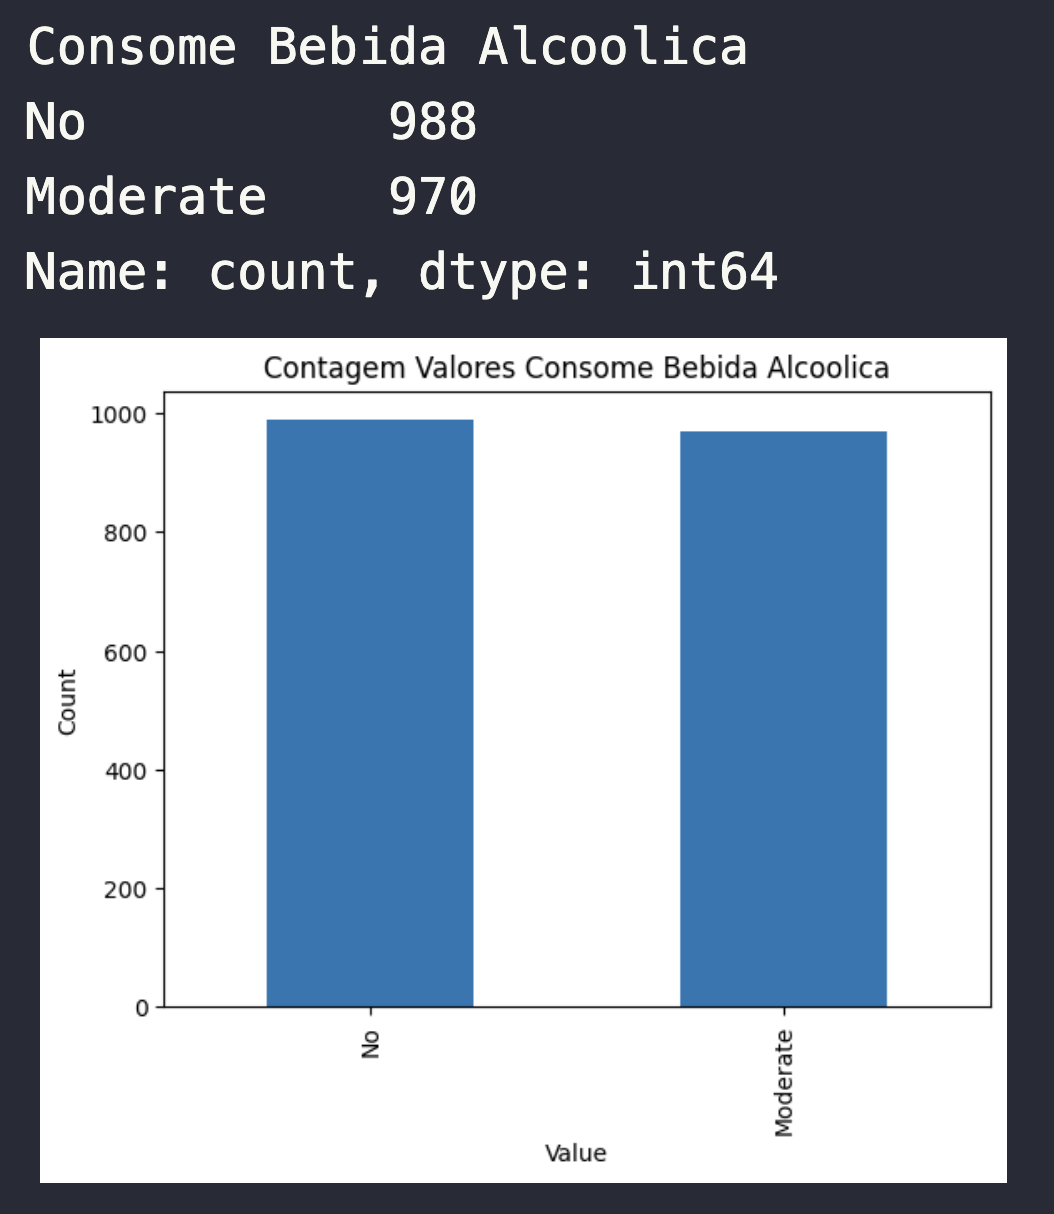 Consome Bebida Alcoolica
No 988
Moderate 970
Name: count, dtype: int64
Contagem Valores Consome Bebida Alcoolica
1000
800
600
400
200
0
Count
No
Moderate
Value